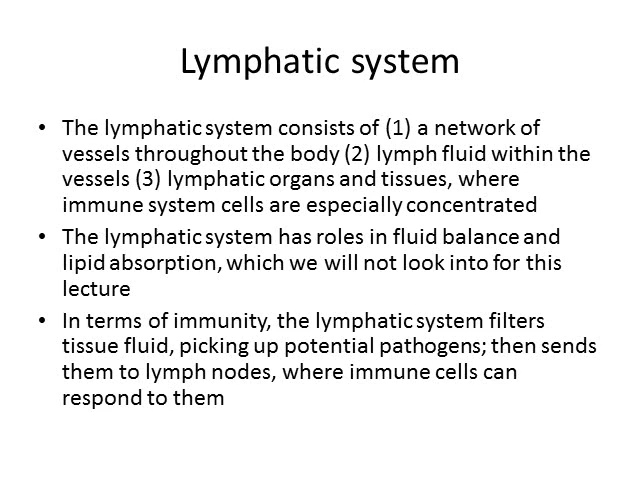 Lymphatic system
• The lymphatic system consists of (1) a network of
vessels throughout the body (2) lymph fluid within the
vessels (3) lymphatic organs and tissues, where
immune system cells are especially concentrated
• The lymphatic system has roles in fluid balance and
lipid absorption, which we will not look into for this
lecture
• In terms of immunity, the lymphatic system filters
tissue fluid, picking up potential pathogens; then sends
them to lymph nodes, where immune cells can
respond to them